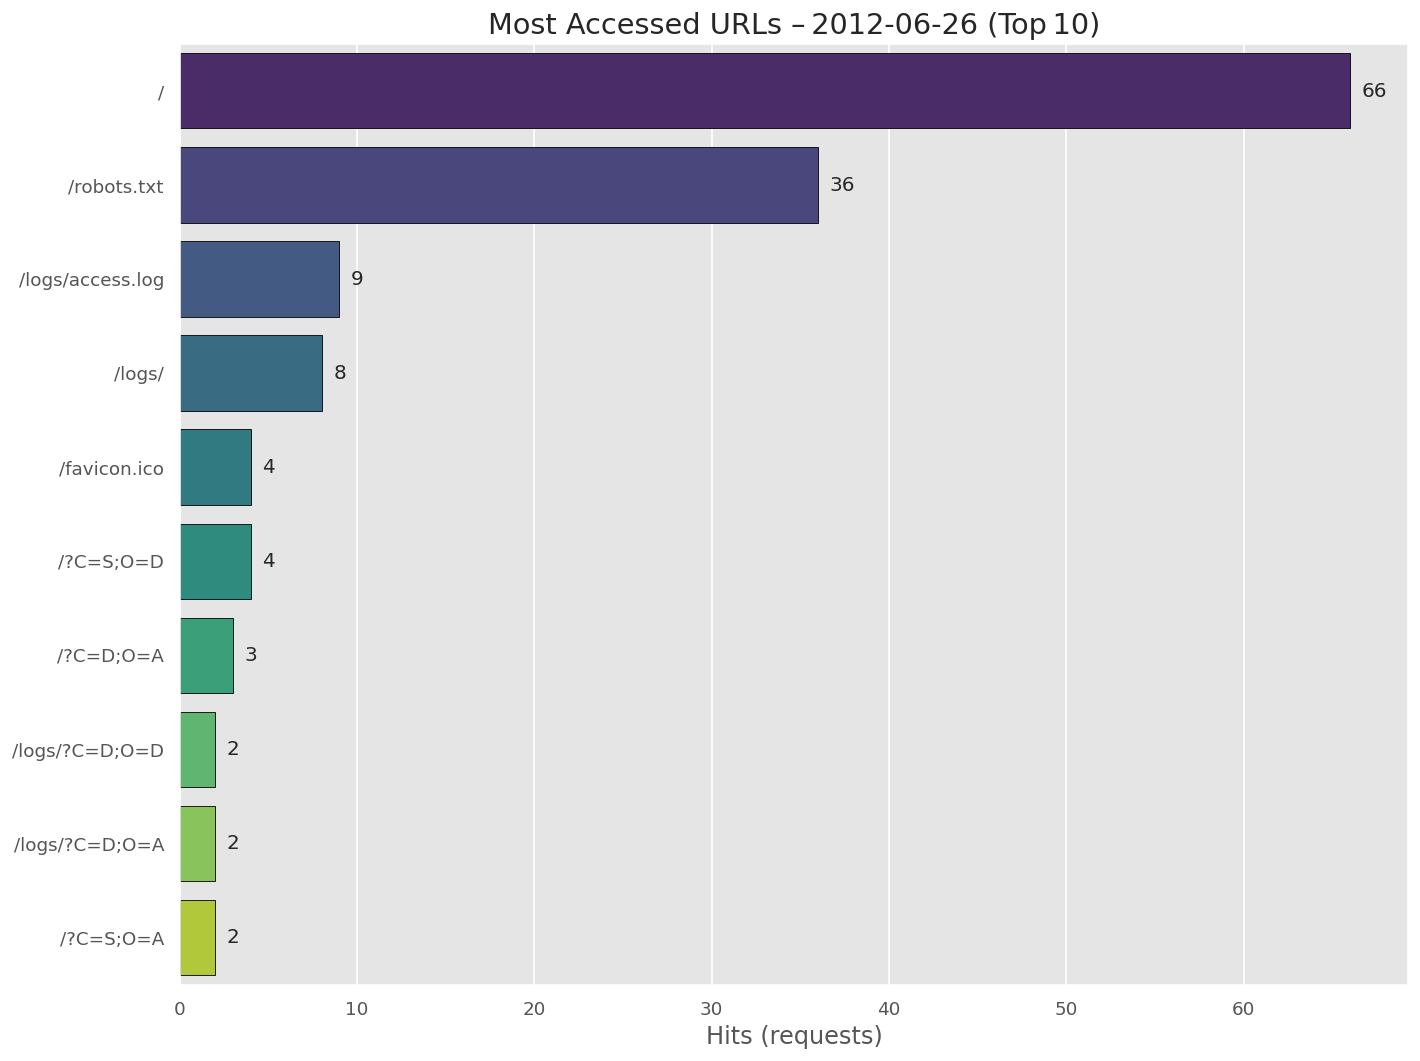 Most Accessed URLs – 2012-06-26 (Top 10)
/ 66
/robots.txt 36
/logs/access.log 9
/logs/ 8
/favicon.ico 4
/?C=S;O=D 4
/?C=D;O=A 3
/logs/?C=D;O=D 2
/logs/?C=D;O=A 2
/?C=S;O=A 2
0 10 20 30 40 50 60
Hits (requests)